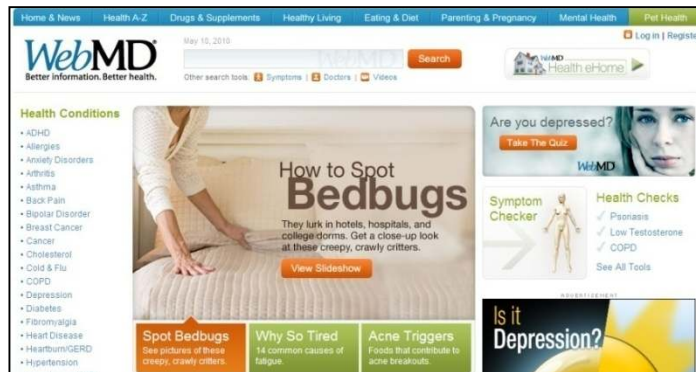 Home & News Health A-Z Drugs & Supplements Healthy Living Eating & Diet Parenting & Pregnancy Mental Health Pet Health
Log in | Registe
WebMD
Better information. Better health.
May 10, 2010
Search
Other search tools: Symptoms | Doctors | Videos
WebMD
Health eHome
Health Conditions
• ADHD
• Allergies
• Anxiety Disorders
• Arthritis
• Asthma
• Back Pain
• Bipolar Disorder
• Breast Cancer
• Cancer
• Cholesterol
• Cold & Flu
• COPD
• Depression
• Diabetes
• Fibromyalgia
• Heart Disease
• Heartburn/GERD
• Hypertension
How to Spot
Bedbugs
They lurk in hotels, hospitals, and
college dorms. Get a close-up look
at these creepy, crawly critters.
View Slideshow
Spot Bedbugs
See pictures of these
creepy, crawly critters.
Why So Tired
14 common causes of
fatigue.
Acne Triggers
Foods that contribute to
acne breakouts.
Are you depressed?
Take The Quiz
WebMD
Symptom
Checker
Health Checks
Psoriasis
Low Testosterone
COPD
See All Tools
ADVERTISEMENT
Is it
Depression?